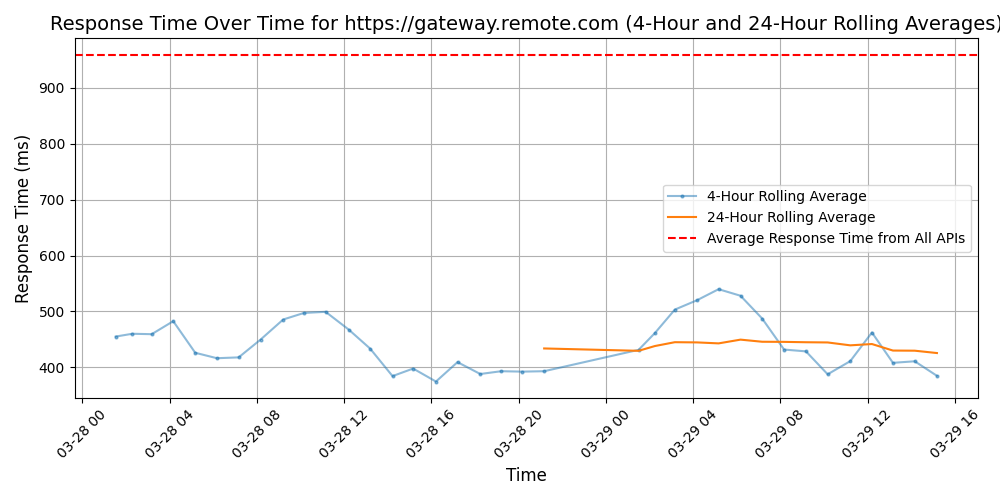 Response Time Over Time for https://gateway.remote.com (4-Hour and 24-Hour Rolling Averages)
Response Time (ms)
900
800
700
600
500
400
4-Hour Rolling Average
24-Hour Rolling Average
Average Response Time from All APIs
03-28 00
03-28 04
03-28 08
03-28 12
03-28 16
03-28 20
03-29 00
03-29 04
03-29 08
03-29 12
03-29 16
Time